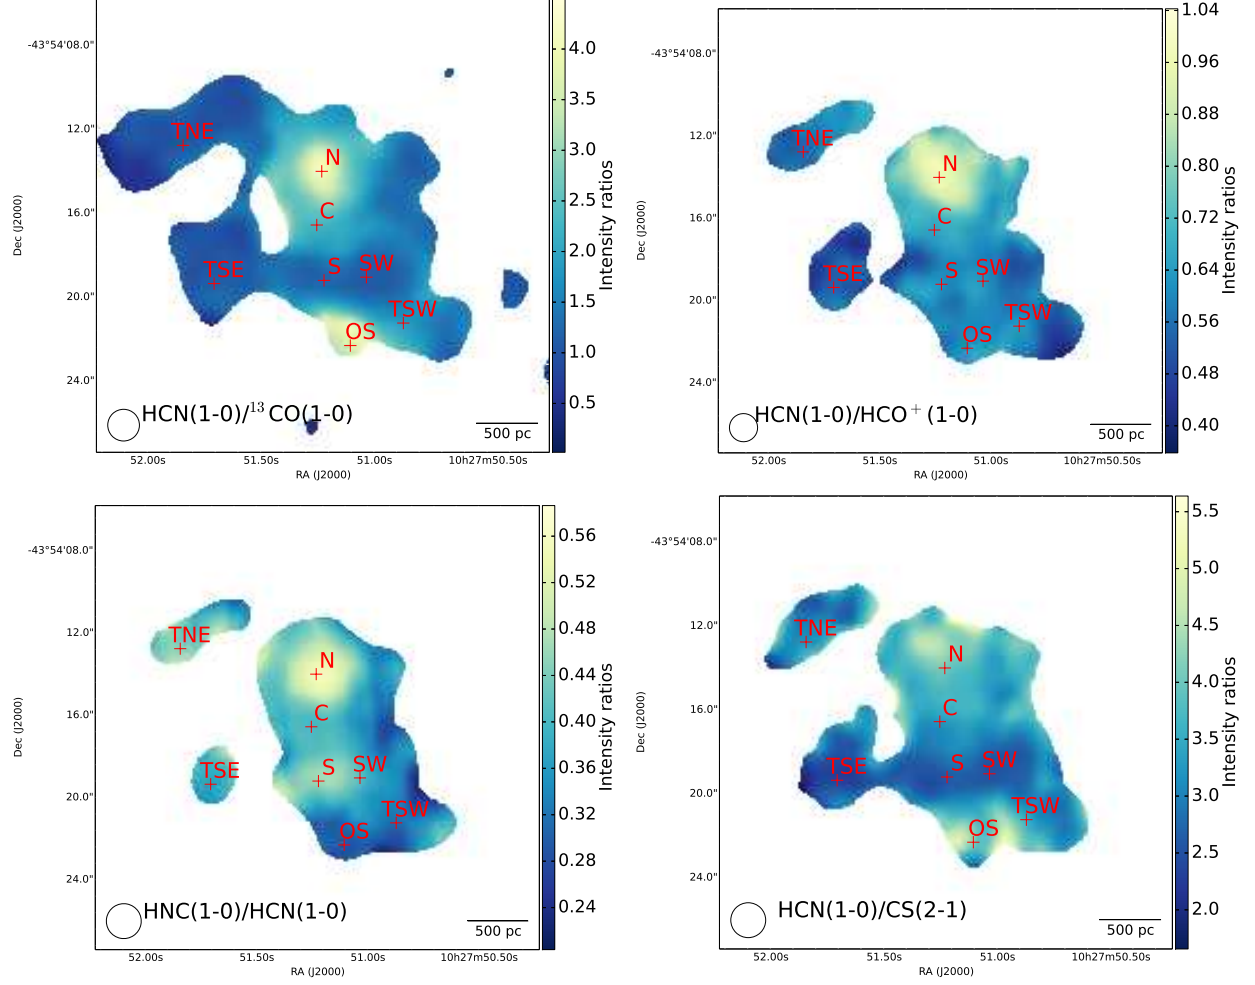 -43°54'08.0"
12.0"
16.0"
20.0"
24.0"
Dec (J2000)
TNE
N
C
TSE
S
SW
TSW
OS
HCN(1-0)/¹³CO(1-0)
500 pc
52.00s
51.50s
51.00s
10h27m50.50s
RA (J2000)
4.0
3.5
3.0
2.5
2.0
1.5
1.0
0.5
Intensity ratios
-43°54'08.0"
12.0"
16.0"
20.0"
24.0"
Dec (J2000)
TNE
N
C
TSE
S
SW
TSW
OS
HCN(1-0)/HCO⁺(1-0)
500 pc
52.00s
51.50s
51.00s
10h27m50.50s
RA (J2000)
1.04
0.96
0.88
0.80
0.72
0.64
0.56
0.48
0.40
Intensity ratios
-43°54'08.0"
12.0"
16.0"
20.0"
24.0"
Dec (J2000)
TNE
N
C
TSE
S
SW
TSW
OS
HNC(1-0)/HCN(1-0)
500 pc
52.00s
51.50s
51.00s
10h27m50.50s
RA (J2000)
0.56
0.52
0.48
0.44
0.40
0.36
0.32
0.28
0.24
Intensity ratios
-43°54'08.0"
12.0"
16.0"
20.0"
24.0"
Dec (J2000)
TNE
N
C
TSE
S
SW
TSW
OS
HCN(1-0)/CS(2-1)
500 pc
52.00s
51.50s
51.00s
10h27m50.50s
RA (J2000)
5.5
5.0
4.5
4.0
3.5
3.0
2.5
2.0
Intensity ratios